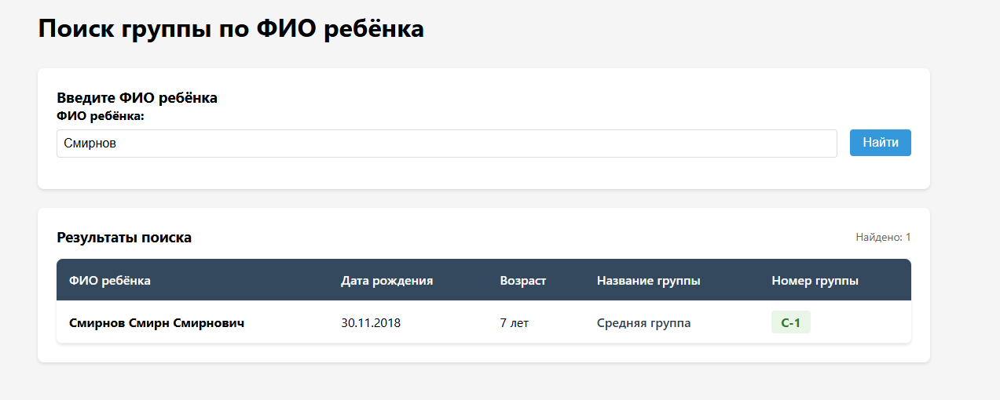 Поиск группы по ФИО ребёнка
Введите ФИО ребёнка
ФИО ребёнка:
Смирнов
Найти
Результаты поиска
Найдено: 1
ФИО ребёнка Дата рождения Возраст Название группы Номер группы
Смирнов Смирн Смирнович 30.11.2018 7 лет Средняя группа С-1